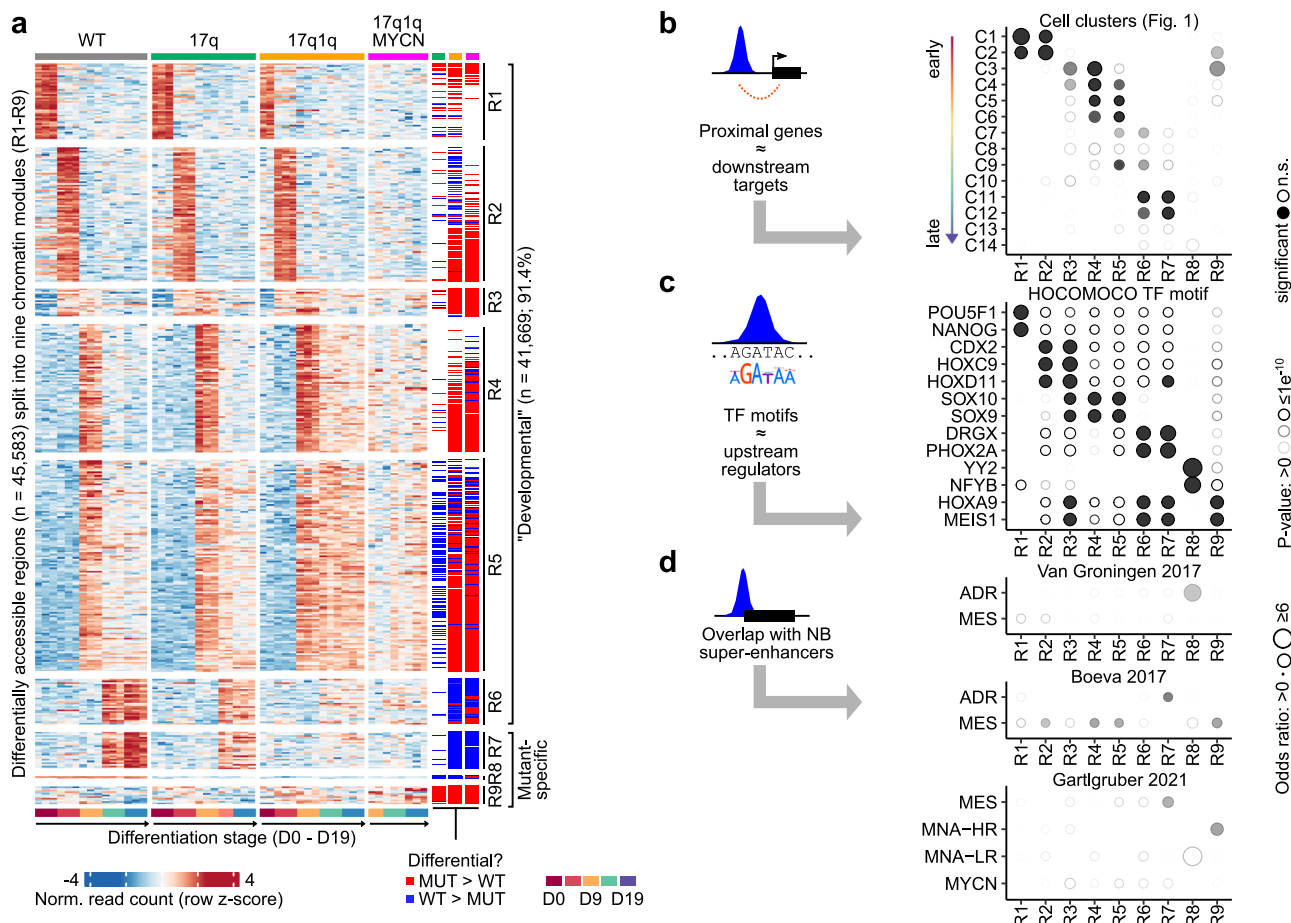 a
WT
17q
17q1q
17q1q
MYCN
Differentially accessible regions (n = 45,583) split into nine chromatin modules (R1-R9)
R1
R2
R3
R4
R5
R6
R7
R8
R9
"Developmental" (n = 41,669; 91.4%)
Mutant-
specific
Differentiation stage (D0 - D19)
-4
4
Norm. read count (row z-score)
Differential?
MUT > WT
WT > MUT
D0
D9
D19
b
Proximal genes
≈
downstream
targets
Cell clusters (Fig. 1)
early
late
C1
C2
C3
C4
C5
C6
C7
C8
C9
C10
C11
C12
C13
C14
R1
R2
R3
R4
R5
R6
R7
R8
R9
c
..AGATAC..
AGATAA
TF motifs
≈
upstream
regulators
HOCOMOCO TF motif
POU5F1
NANOG
CDX2
HOXC9
HOXD11
SOX10
SOX9
DRGX
PHOX2A
YY2
NFYB
HOXA9
MEIS1
R1
R2
R3
R4
R5
R6
R7
R8
R9
d
Overlap with NB
super-enhancers
Van Groningen 2017
ADR
MES
R1
R2
R3
R4
R5
R6
R7
R8
R9
Boeva 2017
ADR
MES
R1
R2
R3
R4
R5
R6
R7
R8
R9
Gartlgruber 2021
MES
MNA−HR
MNA−LR
MYCN
R1
R2
R3
R4
R5
R6
R7
R8
R9
significant n.s.
P-value: >0 ≤1e-10
Odds ratio: >0 ≥6